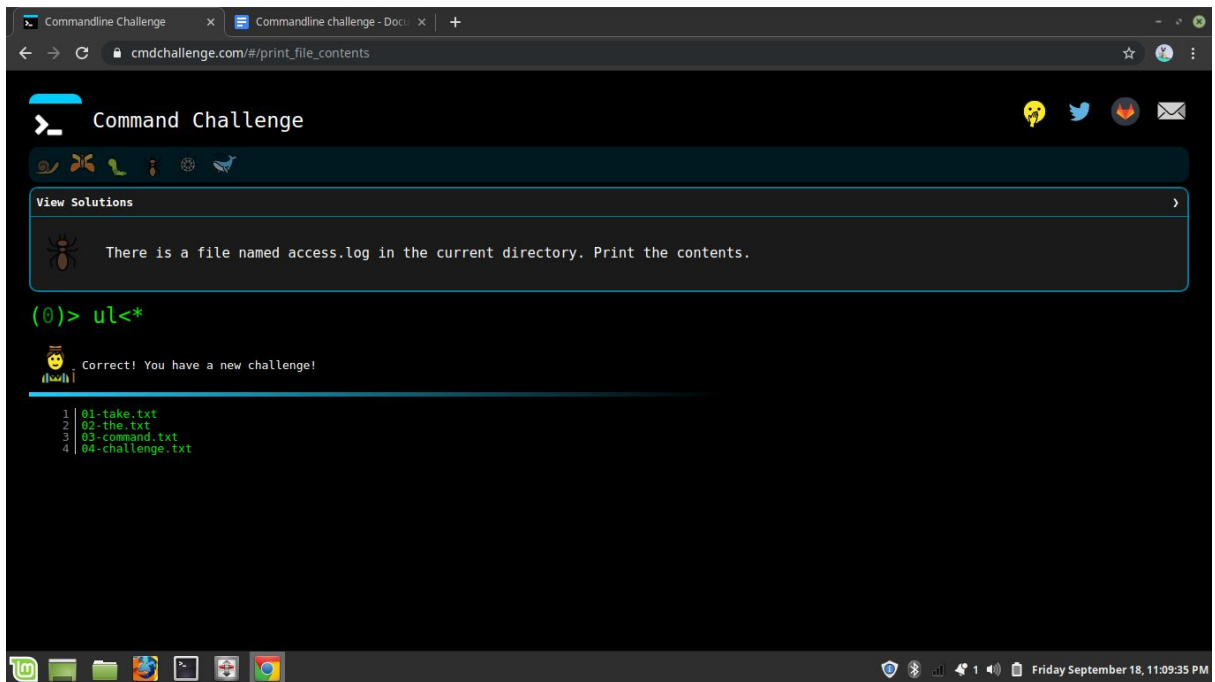 Commandline Challenge
Commandline challenge - Docu
cmdchallenge.com/#/print_file_contents
>_ Command Challenge
View Solutions
There is a file named access.log in the current directory. Print the contents.
(0)> ul<*
Correct! You have a new challenge!
1 01-take.txt
2 02-the.txt
3 03-command.txt
4 04-challenge.txt
1 Friday September 18, 11:09:35 PM